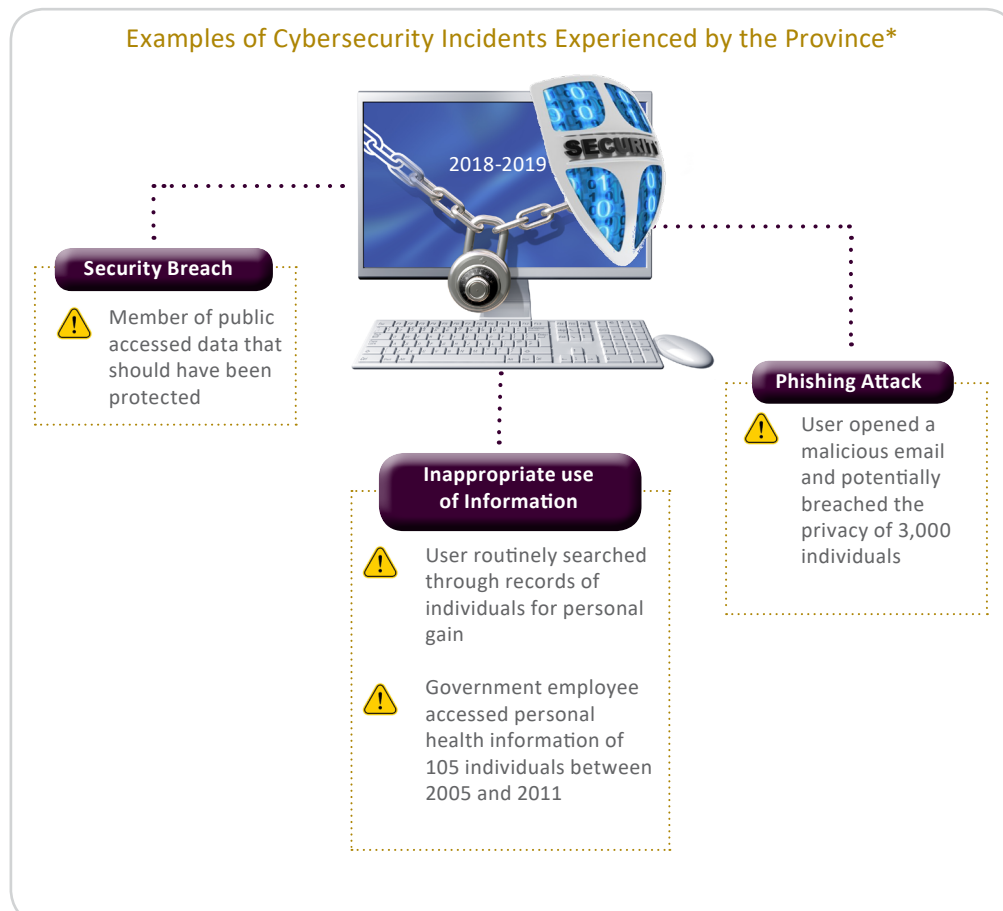 Examples of Cybersecurity Incidents Experienced by the Province*
2018-2019
SECURITY
Security Breach
Member of public
accessed data that
should have been
protected
Inappropriate use
of Information
User routinely searched
through records of
individuals for personal
gain
Government employee
accessed personal
health information of
105 individuals between
2005 and 2011
Phishing Attack
User opened a
malicious email
and potentially
breached the
privacy of 3,000
individuals